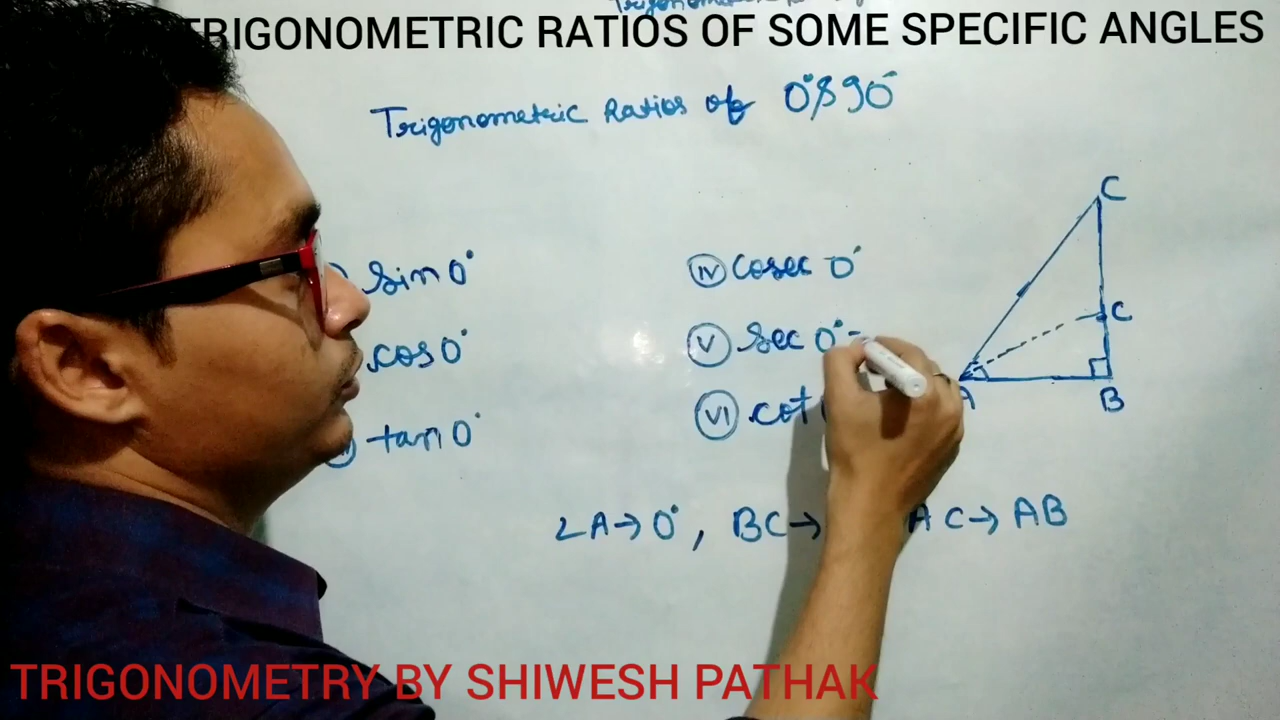 TRIGONOMETRIC RATIOS OF SOME SPECIFIC ANGLES
Trigonometric Ratios of 0°&90°
sin 0°
cos 0°
tan 0°
IV cosec 0°
V sec 0° =
VI cot
C
C
A
B
∠A→0°, BC→ AC→AB
TRIGONOMETRY BY SHIWESH PATHAK